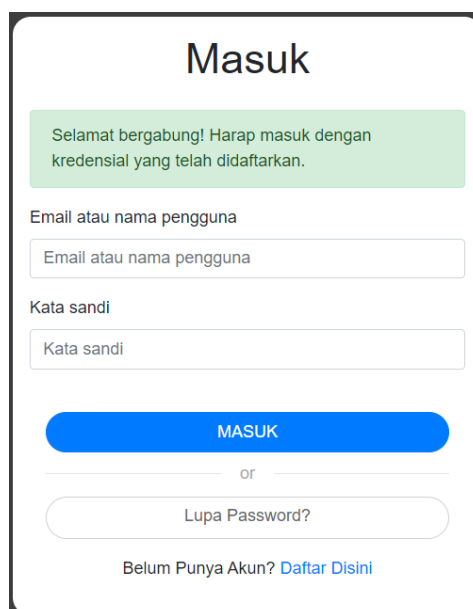 Masuk
Selamat bergabung! Harap masuk dengan
kredensial yang telah didaftarkan.
Email atau nama pengguna
Email atau nama pengguna
Kata sandi
Kata sandi
MASUK
or
Lupa Password?
Belum Punya Akun? Daftar Disini